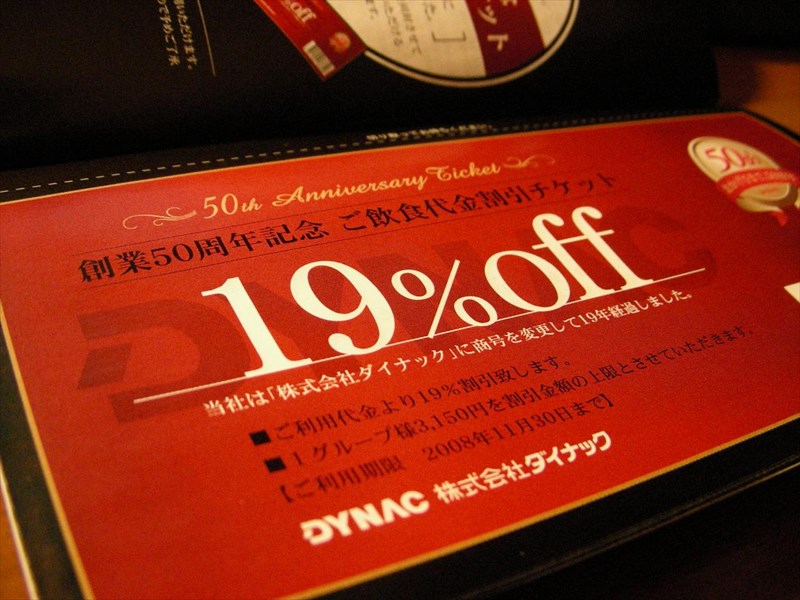 off
ケット
50th Anniversary Ticket
創業50周年記念 ご飲食代金割引チケット
19%off
当社は「株式会社ダイナック」に商号を変更して19年経過しました。
■ご利用代金より19%割引致します。
■1グループ様3,150円を割引金額の上限とさせていただきます。
【ご利用期限 2008年11月30日まで】
DYNAC 株式会社ダイナック
DYNAC
50th